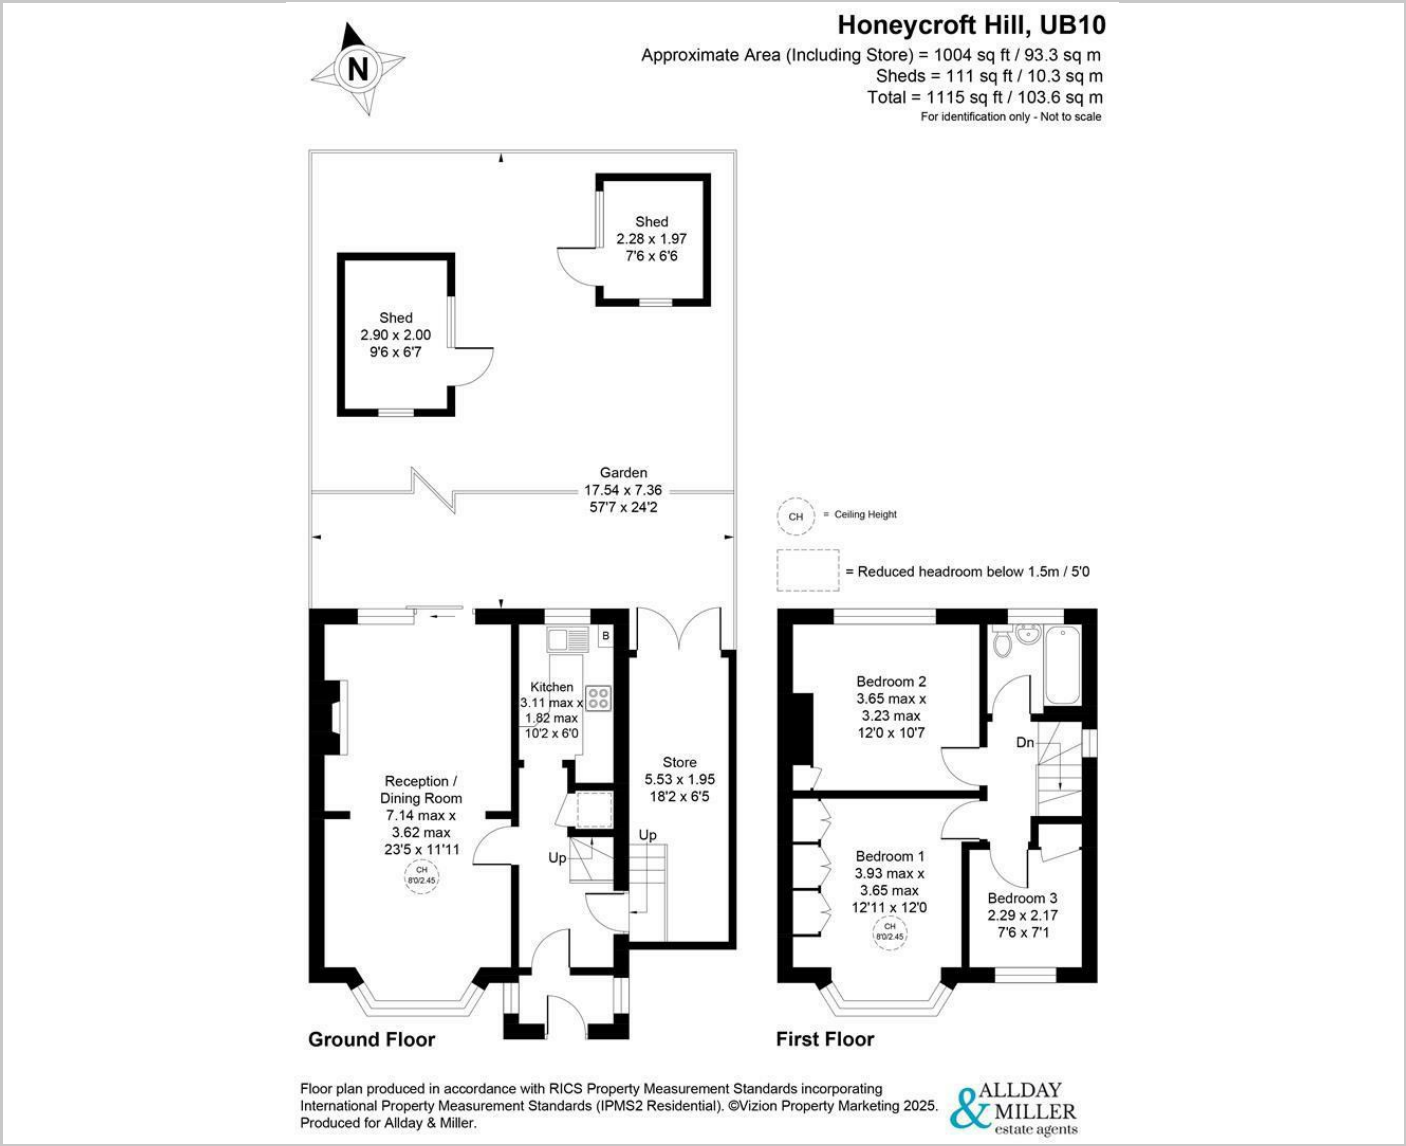 N
Honeycroft Hill, UB10
Approximate Area (Including Store) = 1004 sq ft / 93.3 sq m
Sheds = 111 sq ft / 10.3 sq m
Total = 1115 sq ft / 103.6 sq m
For identification only - Not to scale
Shed
2.28 x 1.97
7'6 x 6'6
Shed
2.90 x 2.00
9'6 x 6'7
Garden
17.54 x 7.36
57'7 x 24'2
CH
= Ceiling Height
= Reduced headroom below 1.5m / 5'0
B
Kitchen
3.11 max x
1.82 max
10'2 x 6'0
Reception /
Dining Room
7.14 max x
3.62 max
23'5 x 11'11
CH
8'0/2.45
Store
5.53 x 1.95
18'2 x 6'5
Up
Up
Bedroom 2
3.65 max x
3.23 max
12'0 x 10'7
Dn
Bedroom 1
3.93 max x
3.65 max
12'11 x 12'0
CH
8'0/2.45
Bedroom 3
2.29 x 2.17
7'6 x 7'1
Ground Floor
First Floor
Floor plan produced in accordance with RICS Property Measurement Standards incorporating
International Property Measurement Standards (IPMS2 Residential). ©Vizion Property Marketing 2025.
Produced for Allday & Miller.
ALLDAY
& MILLER
estate agents